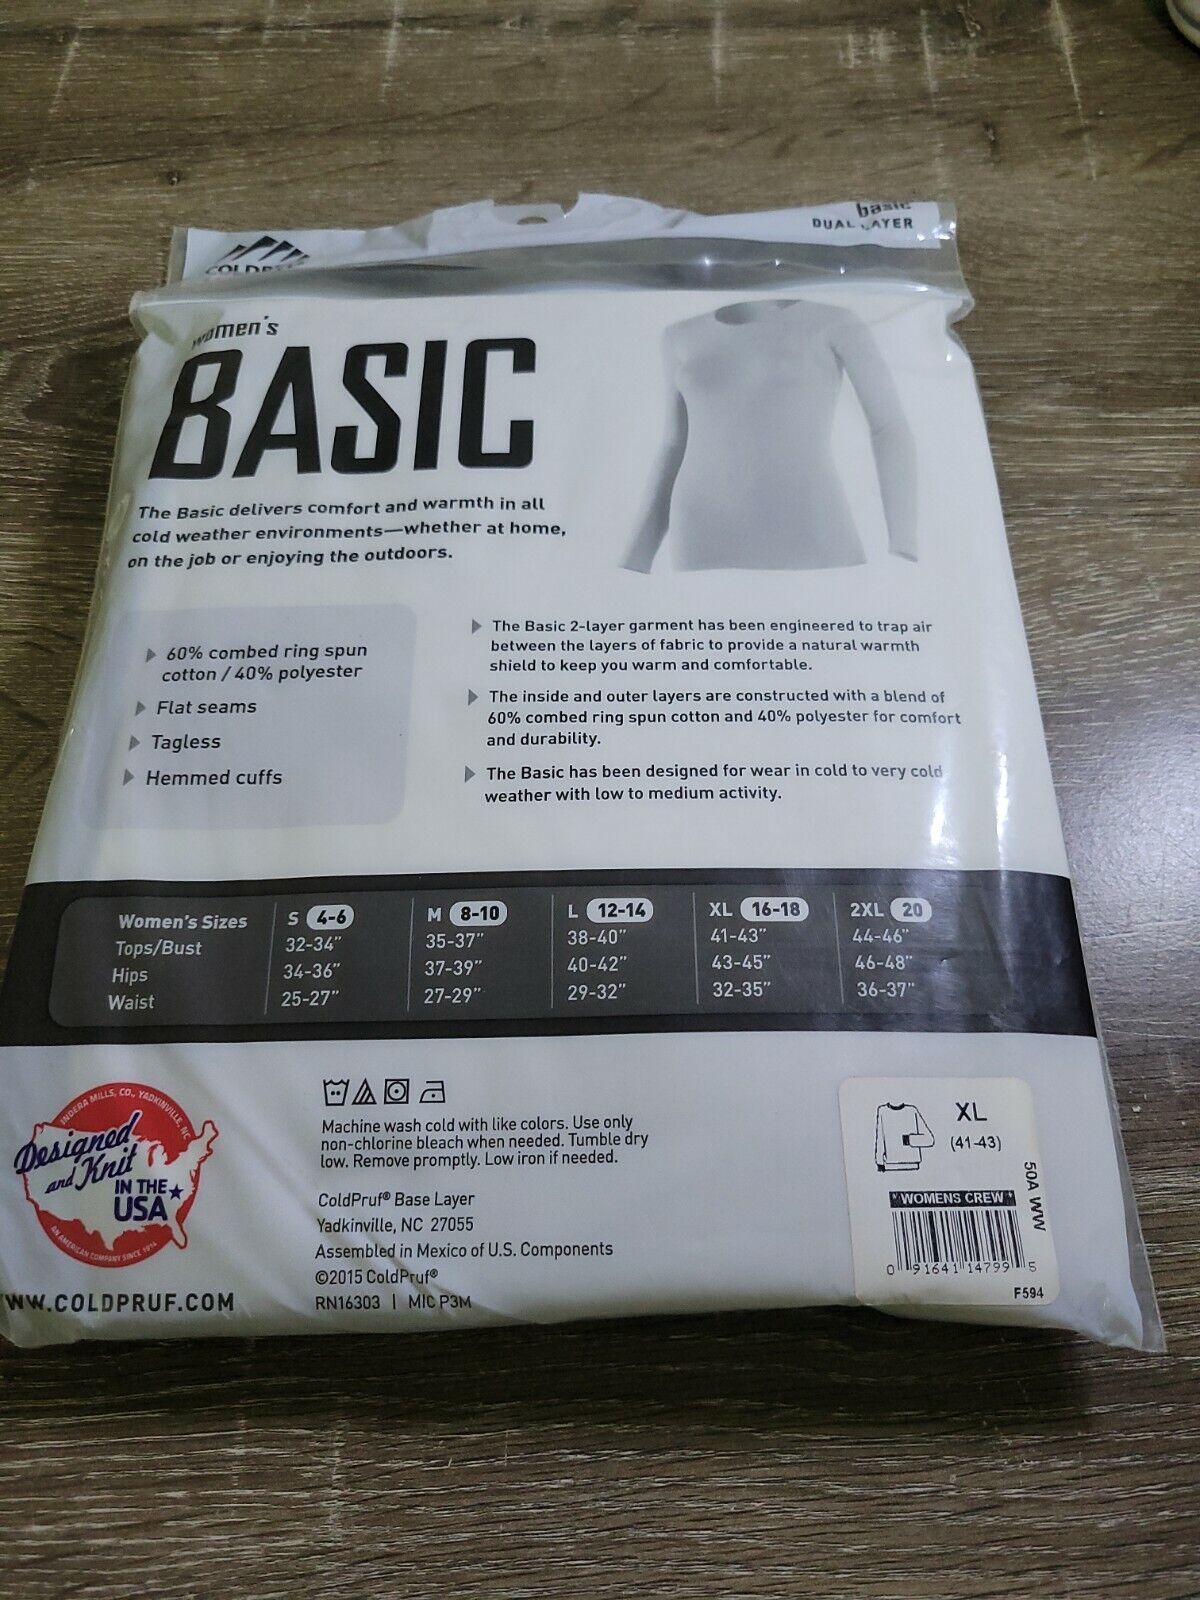 basic
DUAL LAYER
women's
BASIC
The Basic delivers comfort and warmth in all
cold weather environments—whether at home,
on the job or enjoying the outdoors.
60% combed ring spun
cotton / 40% polyester
Flat seams
Tagless
Hemmed cuffs
The Basic 2-layer garment has been engineered to trap air
between the layers of fabric to provide a natural warmth
shield to keep you warm and comfortable.
The inside and outer layers are constructed with a blend of
60% combed ring spun cotton and 40% polyester for comfort
and durability.
The Basic has been designed for wear in cold to very cold
weather with low to medium activity.
Women's Sizes S 4-6 M 8-10 L 12-14 XL 16-18 2XL 20
Tops/Bust 32-34" 35-37" 38-40" 41-43" 44-46"
Hips 34-36" 37-39" 40-42" 43-45" 46-48"
Waist 25-27" 27-29" 29-32" 32-35" 36-37"
INDERA MILLS, CO., YADKINVILLE, NC
Designed
and Knit
IN THE
USA
AN AMERICAN COMPANY SINCE 1914
WWW.COLDPRUF.COM
Machine wash cold with like colors. Use only
non-chlorine bleach when needed. Tumble dry
low. Remove promptly. Low iron if needed.
ColdPruf® Base Layer
Yadkinville, NC 27055
Assembled in Mexico of U.S. Components
©2015 ColdPruf®
RN16303 | MIC P3M
XL
(41-43)
50A WW
* WOMENS CREW *
0 91641 14799 5
F594